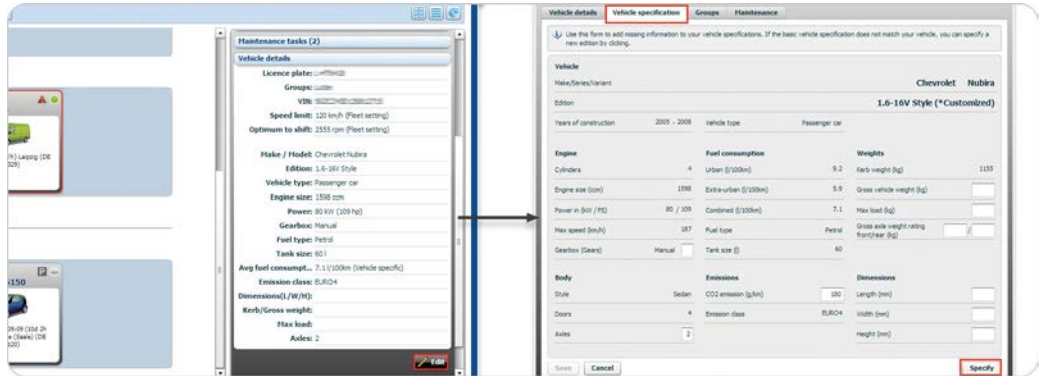 Maintenance tasks (2)
Vehicle details
Licence plate:
Groups:
VIN:
Speed limit: 120 km/h (Fleet setting)
Optimum to shift: 2555 rpm (Fleet setting)
Make / Model: Chevrolet Nubira
Edition: 1.6-16V Style
Vehicle type: Passenger car
Engine size: 1598 ccm
Power: 80 kW (109 hp)
Gearbox: Manual
Fuel type: Petrol
Tank size: 60 l
Avg fuel consumpt... 7.1 l/100km (Vehicle specific)
Emission class: EURO4
Dimensions(L/W/H):
Kerb/Gross weight:
Max load:
Axles: 2
Edit
h) Leipzig (DE
329)
P
150
09:09 (10d 2h
e (Saale) (DE
120)
Vehicle details Vehicle specification Groups Maintenance
Use this form to add missing information to your vehicle specifications. If the basic vehicle specification does not match your vehicle, you can specify a
new edition by clicking.
Vehicle
Make/Series/Variant Chevrolet Nubira
Edition 1.6-16V Style (*Customized)
Years of construction 2005 - 2008 Vehicle type Passenger car
Engine Fuel consumption Weights
Cylinders 4 Urban (l/100km) 9.2 Kerb weight (kg) 1155
Engine size (ccm) 1598 Extra-urban (l/100km) 5.9 Gross vehicle weight (kg)
Power in (kW / PS) 80 / 109 Combined (l/100km) 7.1 Max load (kg)
Max speed (km/h) 187 Fuel type Petrol Gross axle weight rating
front/rear (kg) /
Gearbox (Gears) Manual Tank size (l) 60
Body Emissions Dimensions
Style Sedan CO2 emission (g/km) 180 Length (mm)
Doors 4 Emission class EURO4 Width (mm)
Axles 2 Height (mm)
Save Cancel Specify